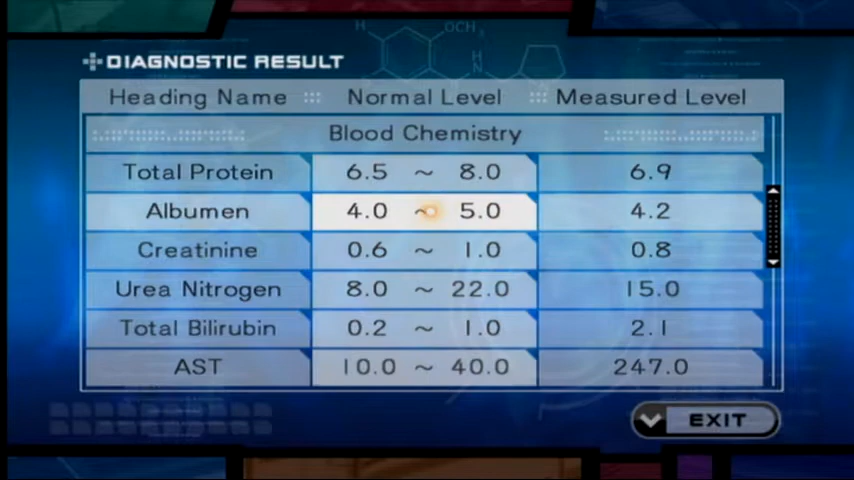 H
OCH3
H
N
DIAGNOSTIC RESULT
Heading Name Normal Level Measured Level
Blood Chemistry
Total Protein 6.5 ~ 8.0 6.9
Albumen 4.0 ~ 5.0 4.2
Creatinine 0.6 ~ 1.0 0.8
Urea Nitrogen 8.0 ~ 22.0 15.0
Total Bilirubin 0.2 ~ 1.0 2.1
AST 10.0 ~ 40.0 247.0
EXIT